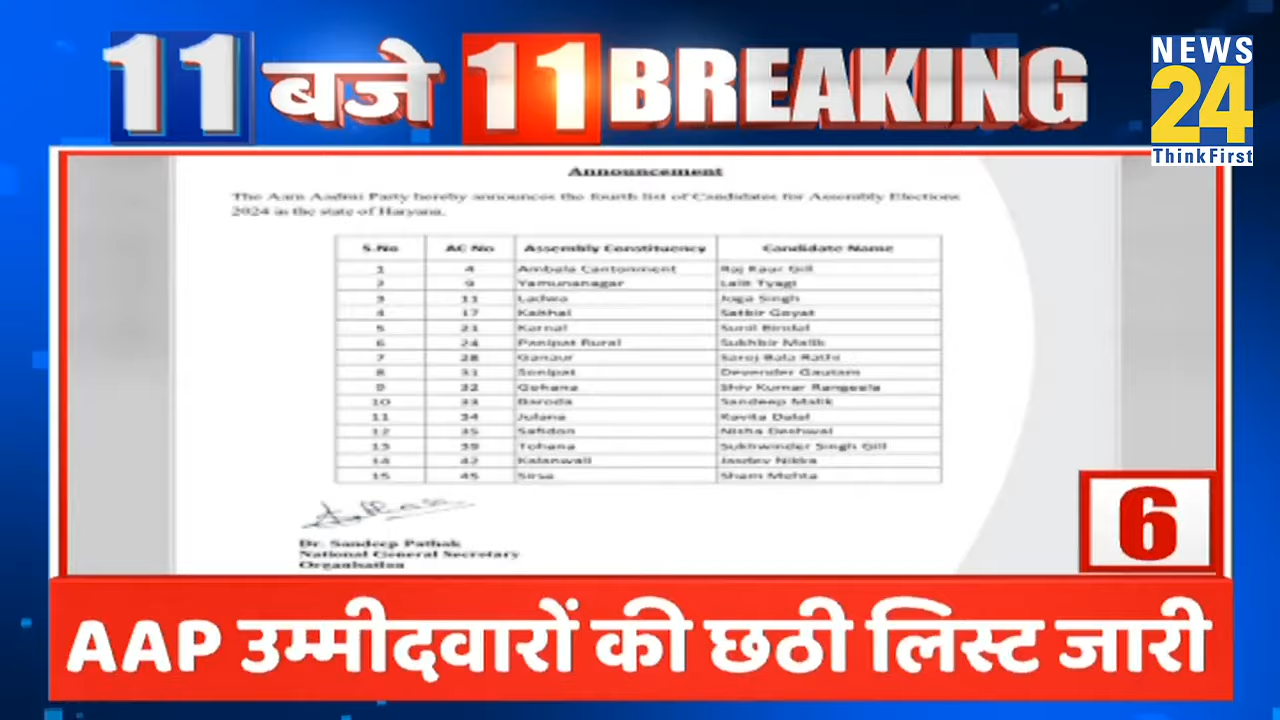 11 बजे 11 BREAKING
NEWS
24
ThinkFirst
Announcement
The Aam Aadmi Party hereby announces the fourth list of Candidates for Assembly Elections
2024 in the state of Haryana.
S.No AC No Assembly Constituency Candidate Name
1 4 Ambala Cantonment Raj Kaur Gill
2 9 Yamunanagar Lalit Tyagi
3 11 Ladwa Joga Singh
4 17 Kaithal Satbir Goyat
5 21 Karnal Sunil Bindal
6 24 Panipat Rural Sukhbir Malik
7 28 Ganaur Saroj Bala Rathi
8 31 Sonipat Devender Gautam
9 32 Gohana Shiv Kumar Rangeela
10 33 Baroda Sandeep Malik
11 34 Julana Kavita Dalal
12 35 Safidon Nisha Deshwal
13 39 Tohana Sukhwinder Singh Gill
14 42 Kalanwali Jasdev Nikka
15 45 Sirsa Sham Mehta
Dr. Sandeep Pathak
National General Secretary
Organisation
6
AAP उम्मीदवारों की छठी लिस्ट जारी